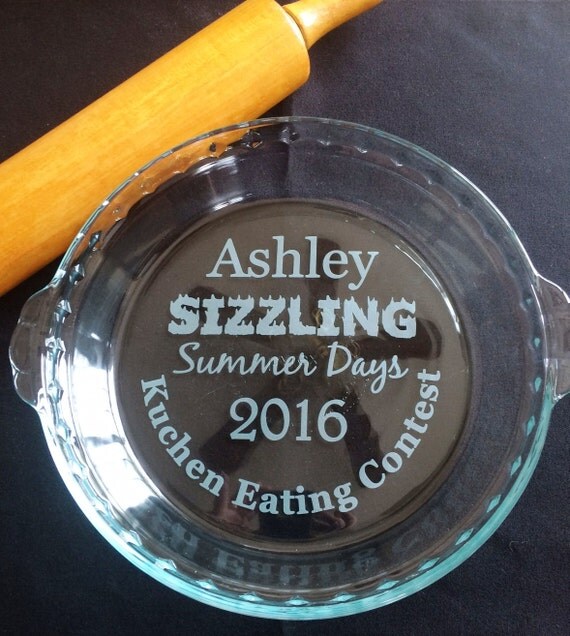 Ashley
SIZZLING
Summer Days
2016
Kuchen Eating Contest